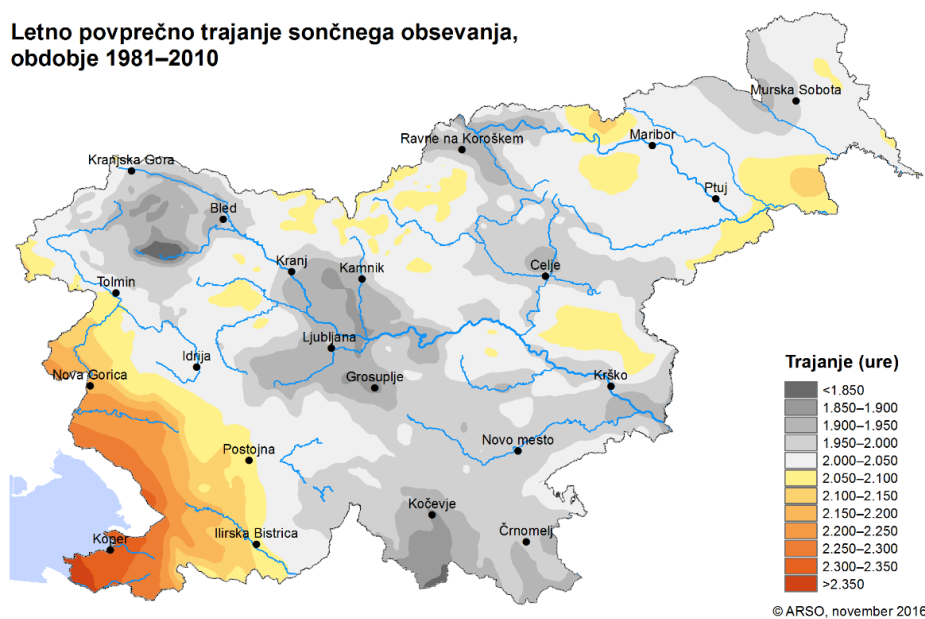 Letno povprečno trajanje sončnega obsevanja,
obdobje 1981–2010
Murska Sobota
Ravne na Koroškem
Maribor
Kranjska Gora
Ptuj
Bled
Kranj
Kamnik
Celje
Tolmin
Ljubljana
Idrija
Nova Gorica
Grosuplje
Krško
Postojna
Novo mesto
Kočevje
Črnomelj
Koper
Ilirska Bistrica
Trajanje (ure)
<1.850
1.850–1.900
1.900–1.950
1.950–2.000
2.000–2.050
2.050–2.100
2.100–2.150
2.150–2.200
2.200–2.250
2.250–2.300
2.300–2.350
>2.350
© ARSO, november 2016